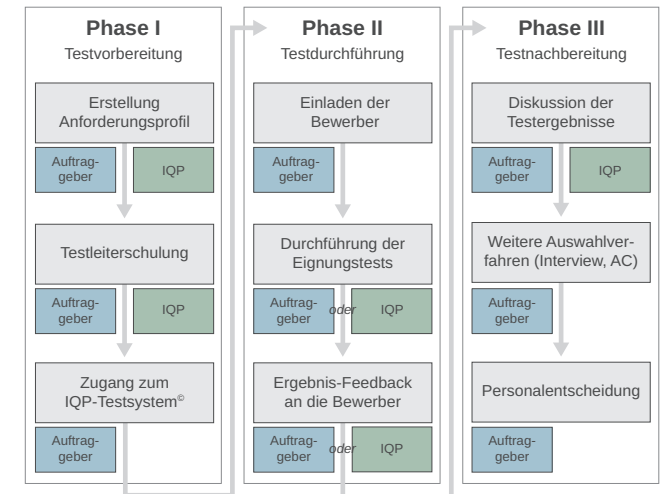 Phase I
Testvorbereitung
Erstellung
Anforderungsprofil
Auftrag-
geber
IQP
Testleiterschulung
Auftrag-
geber
IQP
Zugang zum
IQP-Testsystem©
Auftrag-
geber
Phase II
Testdurchführung
Einladen der
Bewerber
Auftrag-
geber
Durchführung der
Eignungstests
Auftrag-
geber
oder
IQP
Ergebnis-Feedback
an die Bewerber
Auftrag-
geber
oder
IQP
Phase III
Testnachbereitung
Diskussion der
Testergebnisse
Auftrag-
geber
IQP
Weitere Auswahlver-
fahren (Interview, AC)
Auftrag-
geber
Personalentscheidung
Auftrag-
geber